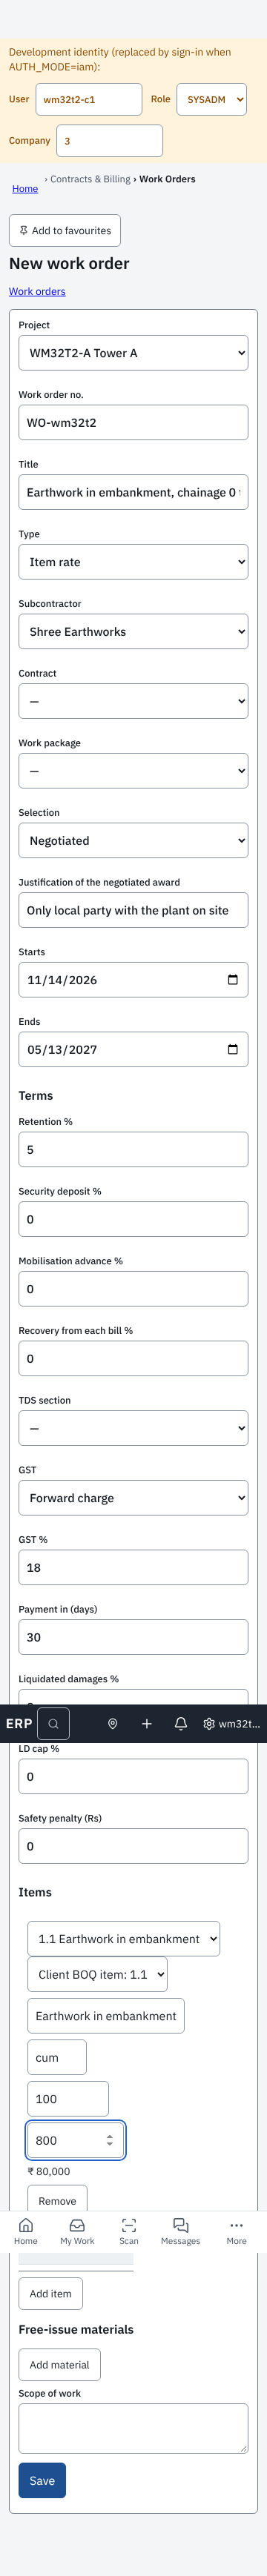 Development identity (replaced by sign-in when
AUTH_MODE=iam):
User wm32t2-c1 Role SYSADM
Company 3
Home › Contracts & Billing › Work Orders
Add to favourites
New work order
Work orders
Project
WM32T2-A Tower A
Work order no.
WO-wm32t2
Title
Earthwork in embankment, chainage 0
Type
Item rate
Subcontractor
Shree Earthworks
Contract
—
Work package
—
Selection
Negotiated
Justification of the negotiated award
Only local party with the plant on site
Starts
11/14/2026
Ends
05/13/2027
Terms
Retention %
5
Security deposit %
0
Mobilisation advance %
0
Recovery from each bill %
0
TDS section
—
GST
Forward charge
GST %
18
Payment in (days)
30
Liquidated damages %
ERP wm32t...
LD cap %
0
Safety penalty (Rs)
0
Items
1.1 Earthwork in embankment
Client BOQ item: 1.1
Earthwork in embankment
cum
100
800
₹ 80,000
Remove
Home My Work Scan Messages More
Add item
Free-issue materials
Add material
Scope of work
Save